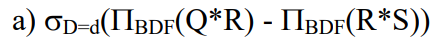 a) σD=d(ΠBDF(Q*R) - ΠBDF(R*S))